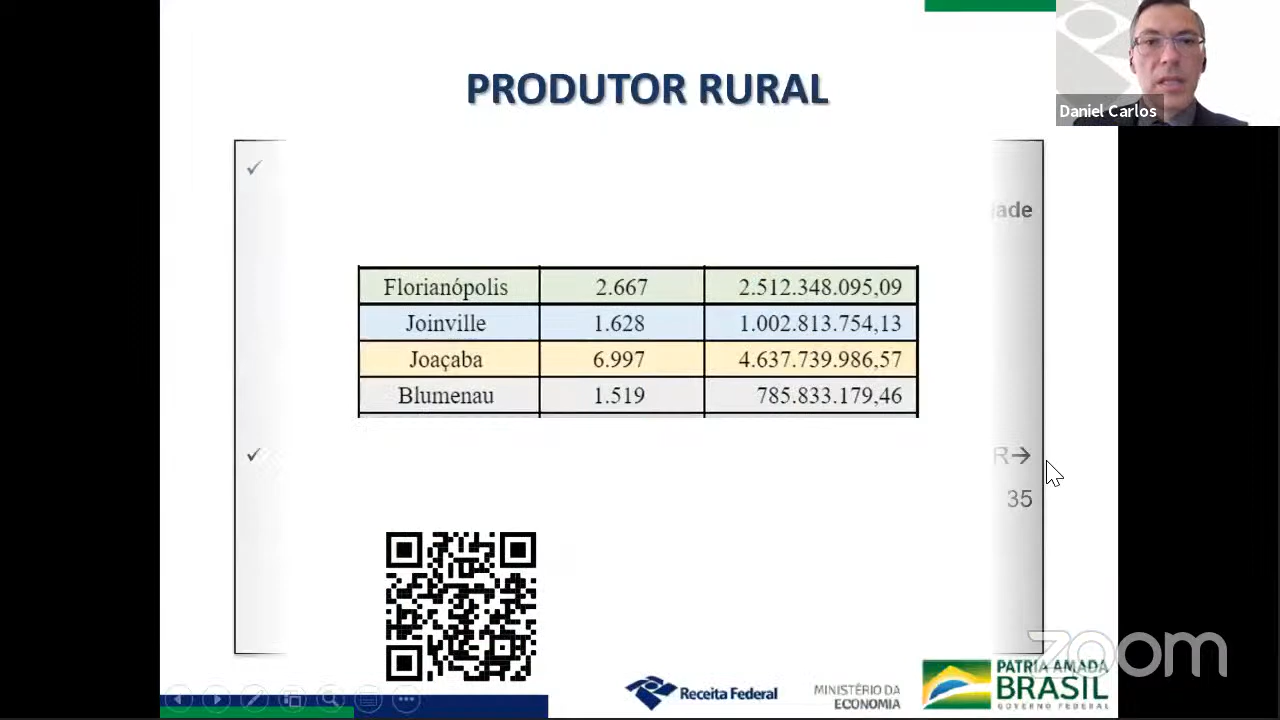 PRODUTOR RURAL
Daniel Carlos
✓
ade
Florianópolis 2.667 2.512.348.095,09
Joinville 1.628 1.002.813.754,13
Joaçaba 6.997 4.637.739.986,57
Blumenau 1.519 785.833.179,46
✓ R→
35
zoom
Receita Federal
MINISTÉRIO DA
ECONOMIA
PÁTRIA AMADA
BRASIL
GOVERNO FEDERAL